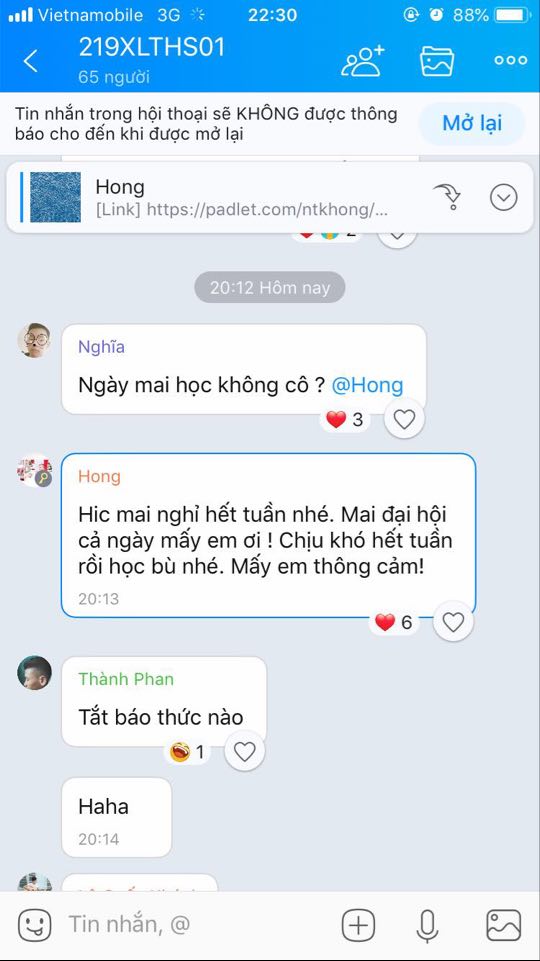 Vietnamobile 3G 22:30 88%
219XLTHS01
65 người
Tin nhắn trong hội thoại sẽ KHÔNG được thông
báo cho đến khi được mở lại
Mở lại
Hong
[Link] https://padlet.com/ntkhong/...
2
20:12 Hôm nay
Nghĩa
Ngày mai học không cô ? @Hong
3
Hong
Hic mai nghỉ hết tuần nhé. Mai đại hội
cả ngày mấy em ơi ! Chịu khó hết tuần
rồi học bù nhé. Mấy em thông cảm!
20:13
6
Thành Phan
Tắt báo thức nào
1
Haha
20:14
Tin nhắn, @